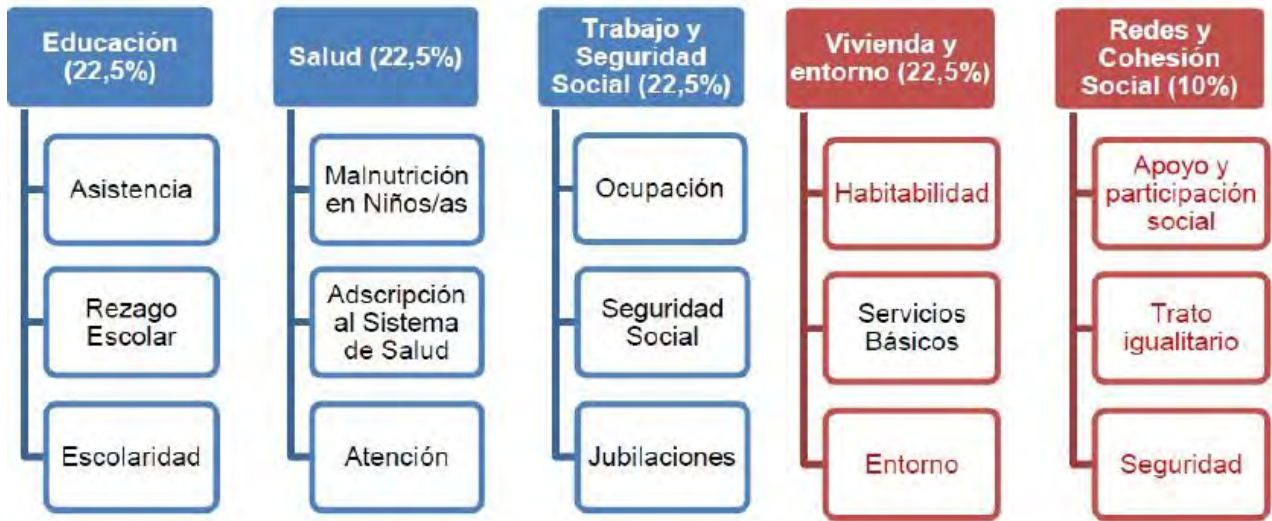 Educación
(22,5%)
Asistencia
Rezago
Escolar
Escolaridad
Salud (22,5%)
Malnutrición
en Niños/as
Adscripción
al Sistema
de Salud
Atención
Trabajo y
Seguridad
Social (22,5%)
Ocupación
Seguridad
Social
Jubilaciones
Vivienda y
entorno (22,5%)
Habitabilidad
Servicios
Básicos
Entorno
Redes y
Cohesión
Social (10%)
Apoyo y
participación
social
Trato
igualitario
Seguridad